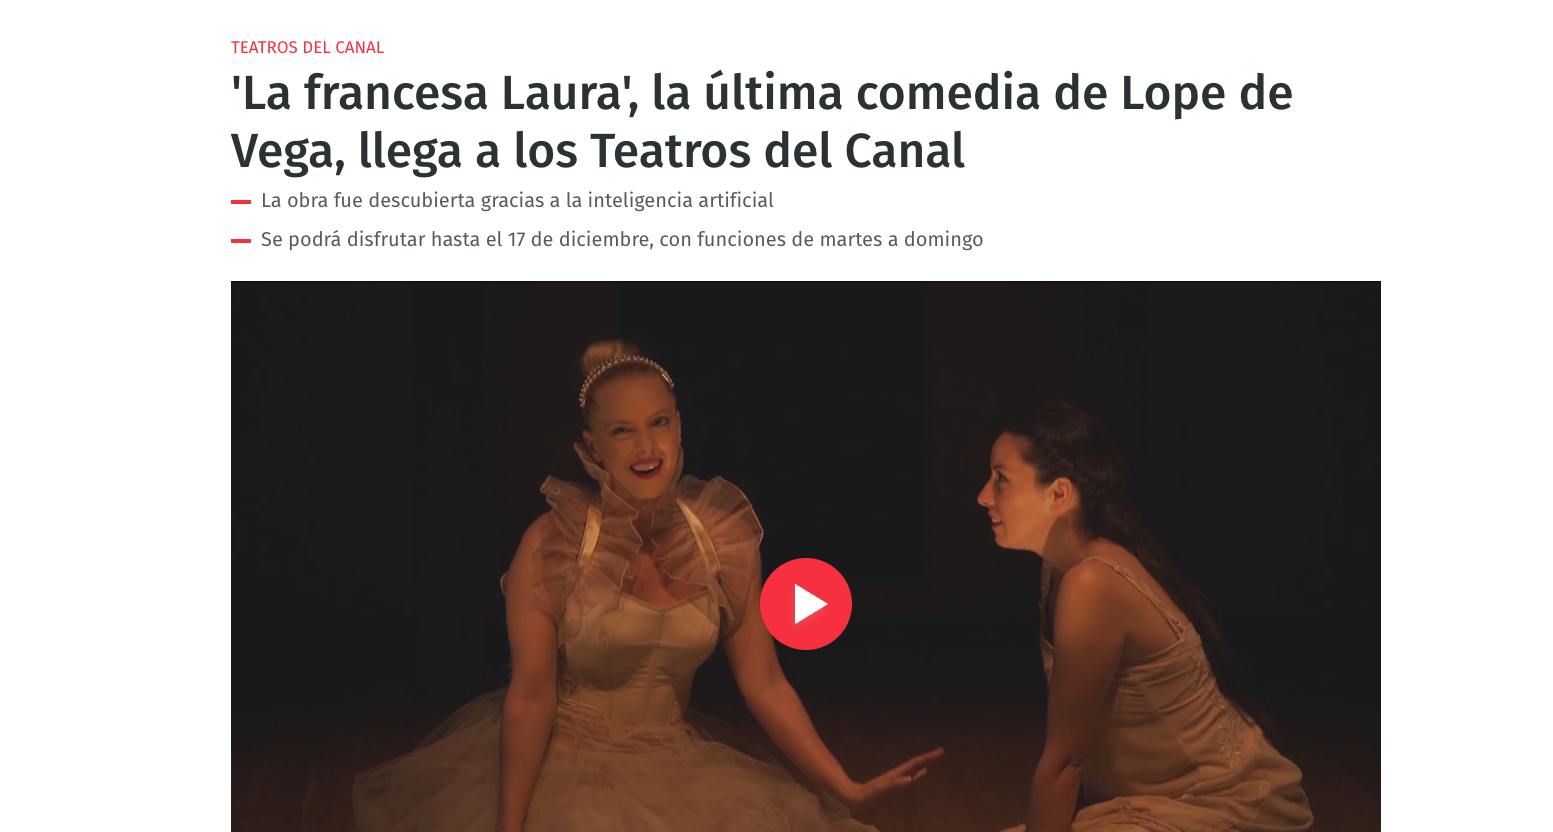 TEATROS DEL CANAL
'La francesa Laura', la última comedia de Lope de
Vega, llega a los Teatros del Canal
La obra fue descubierta gracias a la inteligencia artificial
Se podrá disfrutar hasta el 17 de diciembre, con funciones de martes a domingo